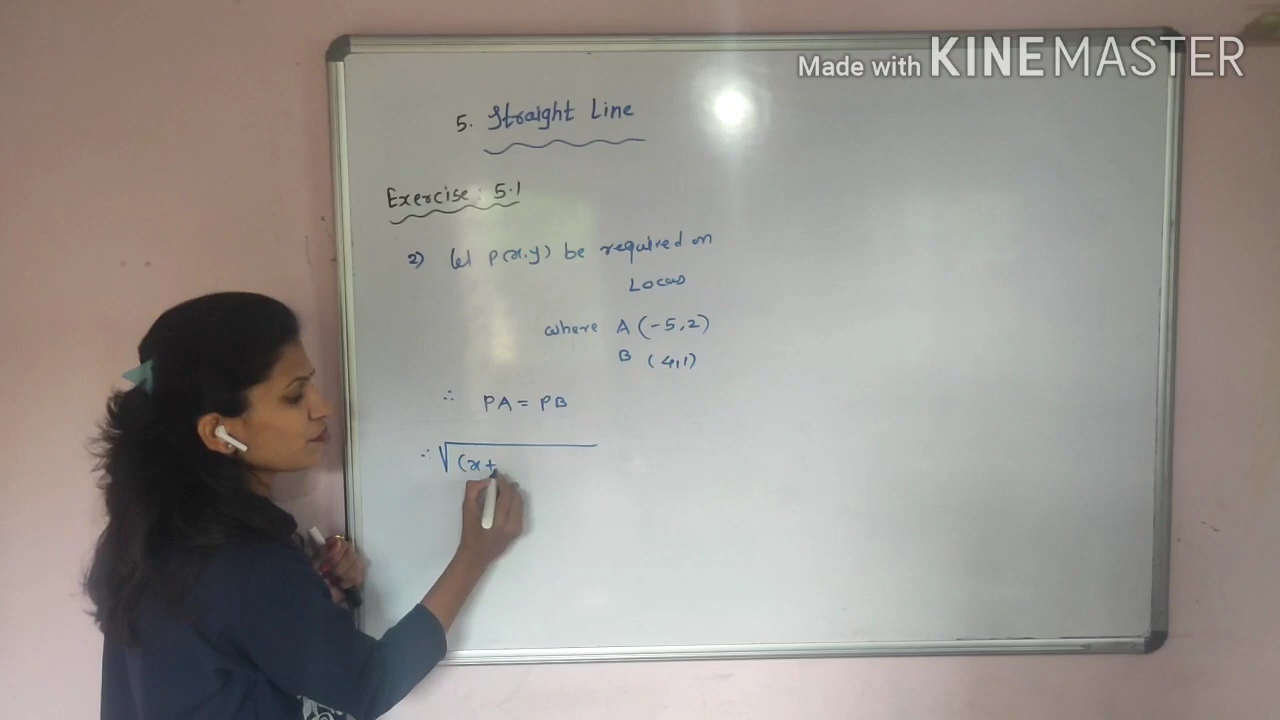 Made with KINEMASTER
5. Straight Line
Exercise : 5.1
2) let P(x,y) be required on
Locus
where A (-5,2)
B (4,1)
∴ PA = PB
∴ √(x+